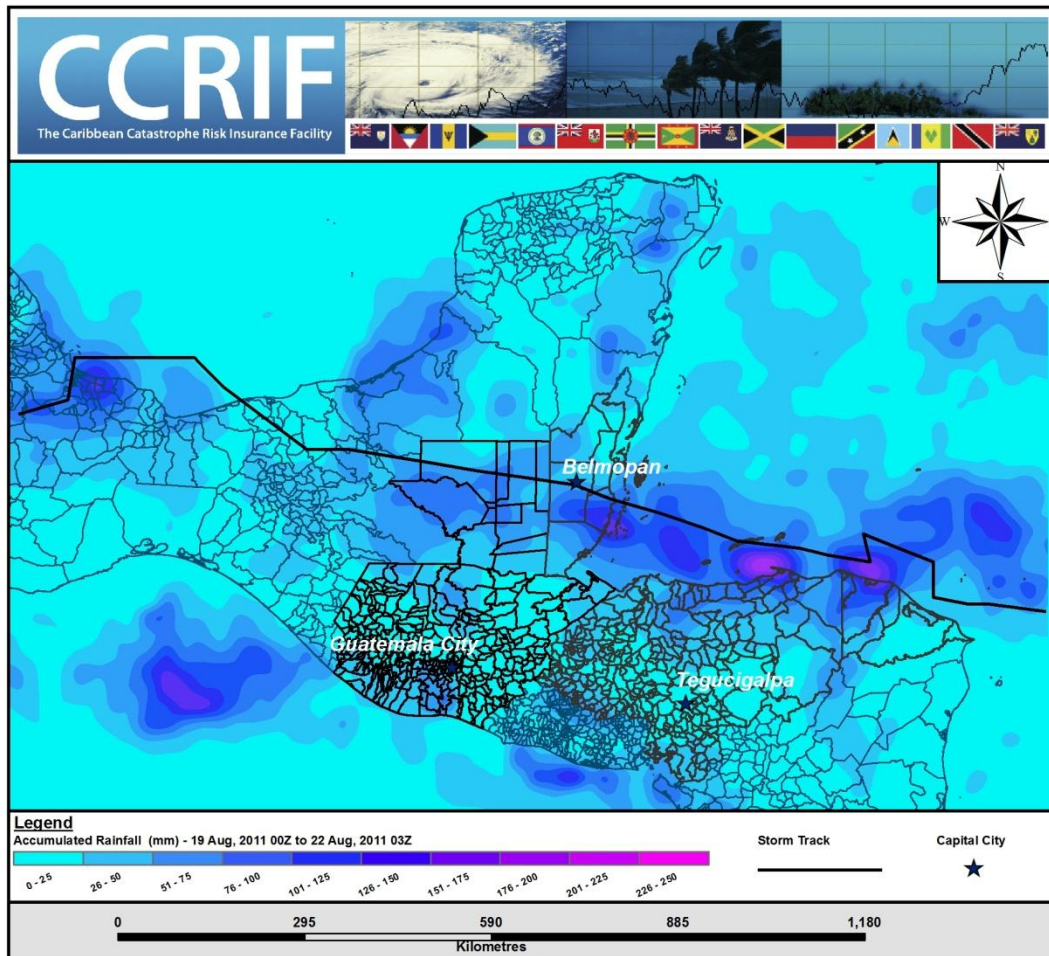 CCRIF
The Caribbean Catastrophe Risk Insurance Facility
N
W
S
Belmopan
Guatemala City
Tegucigalpa
Legend
Accumulated Rainfall (mm) - 19 Aug, 2011 00Z to 22 Aug, 2011 03Z
Storm Track
Capital City
0 - 25
26 - 50
51 - 75
76 - 100
101 - 125
126 - 150
151 - 175
176 - 200
201 - 225
226 - 250
0 295 590 885 1,180
Kilometres